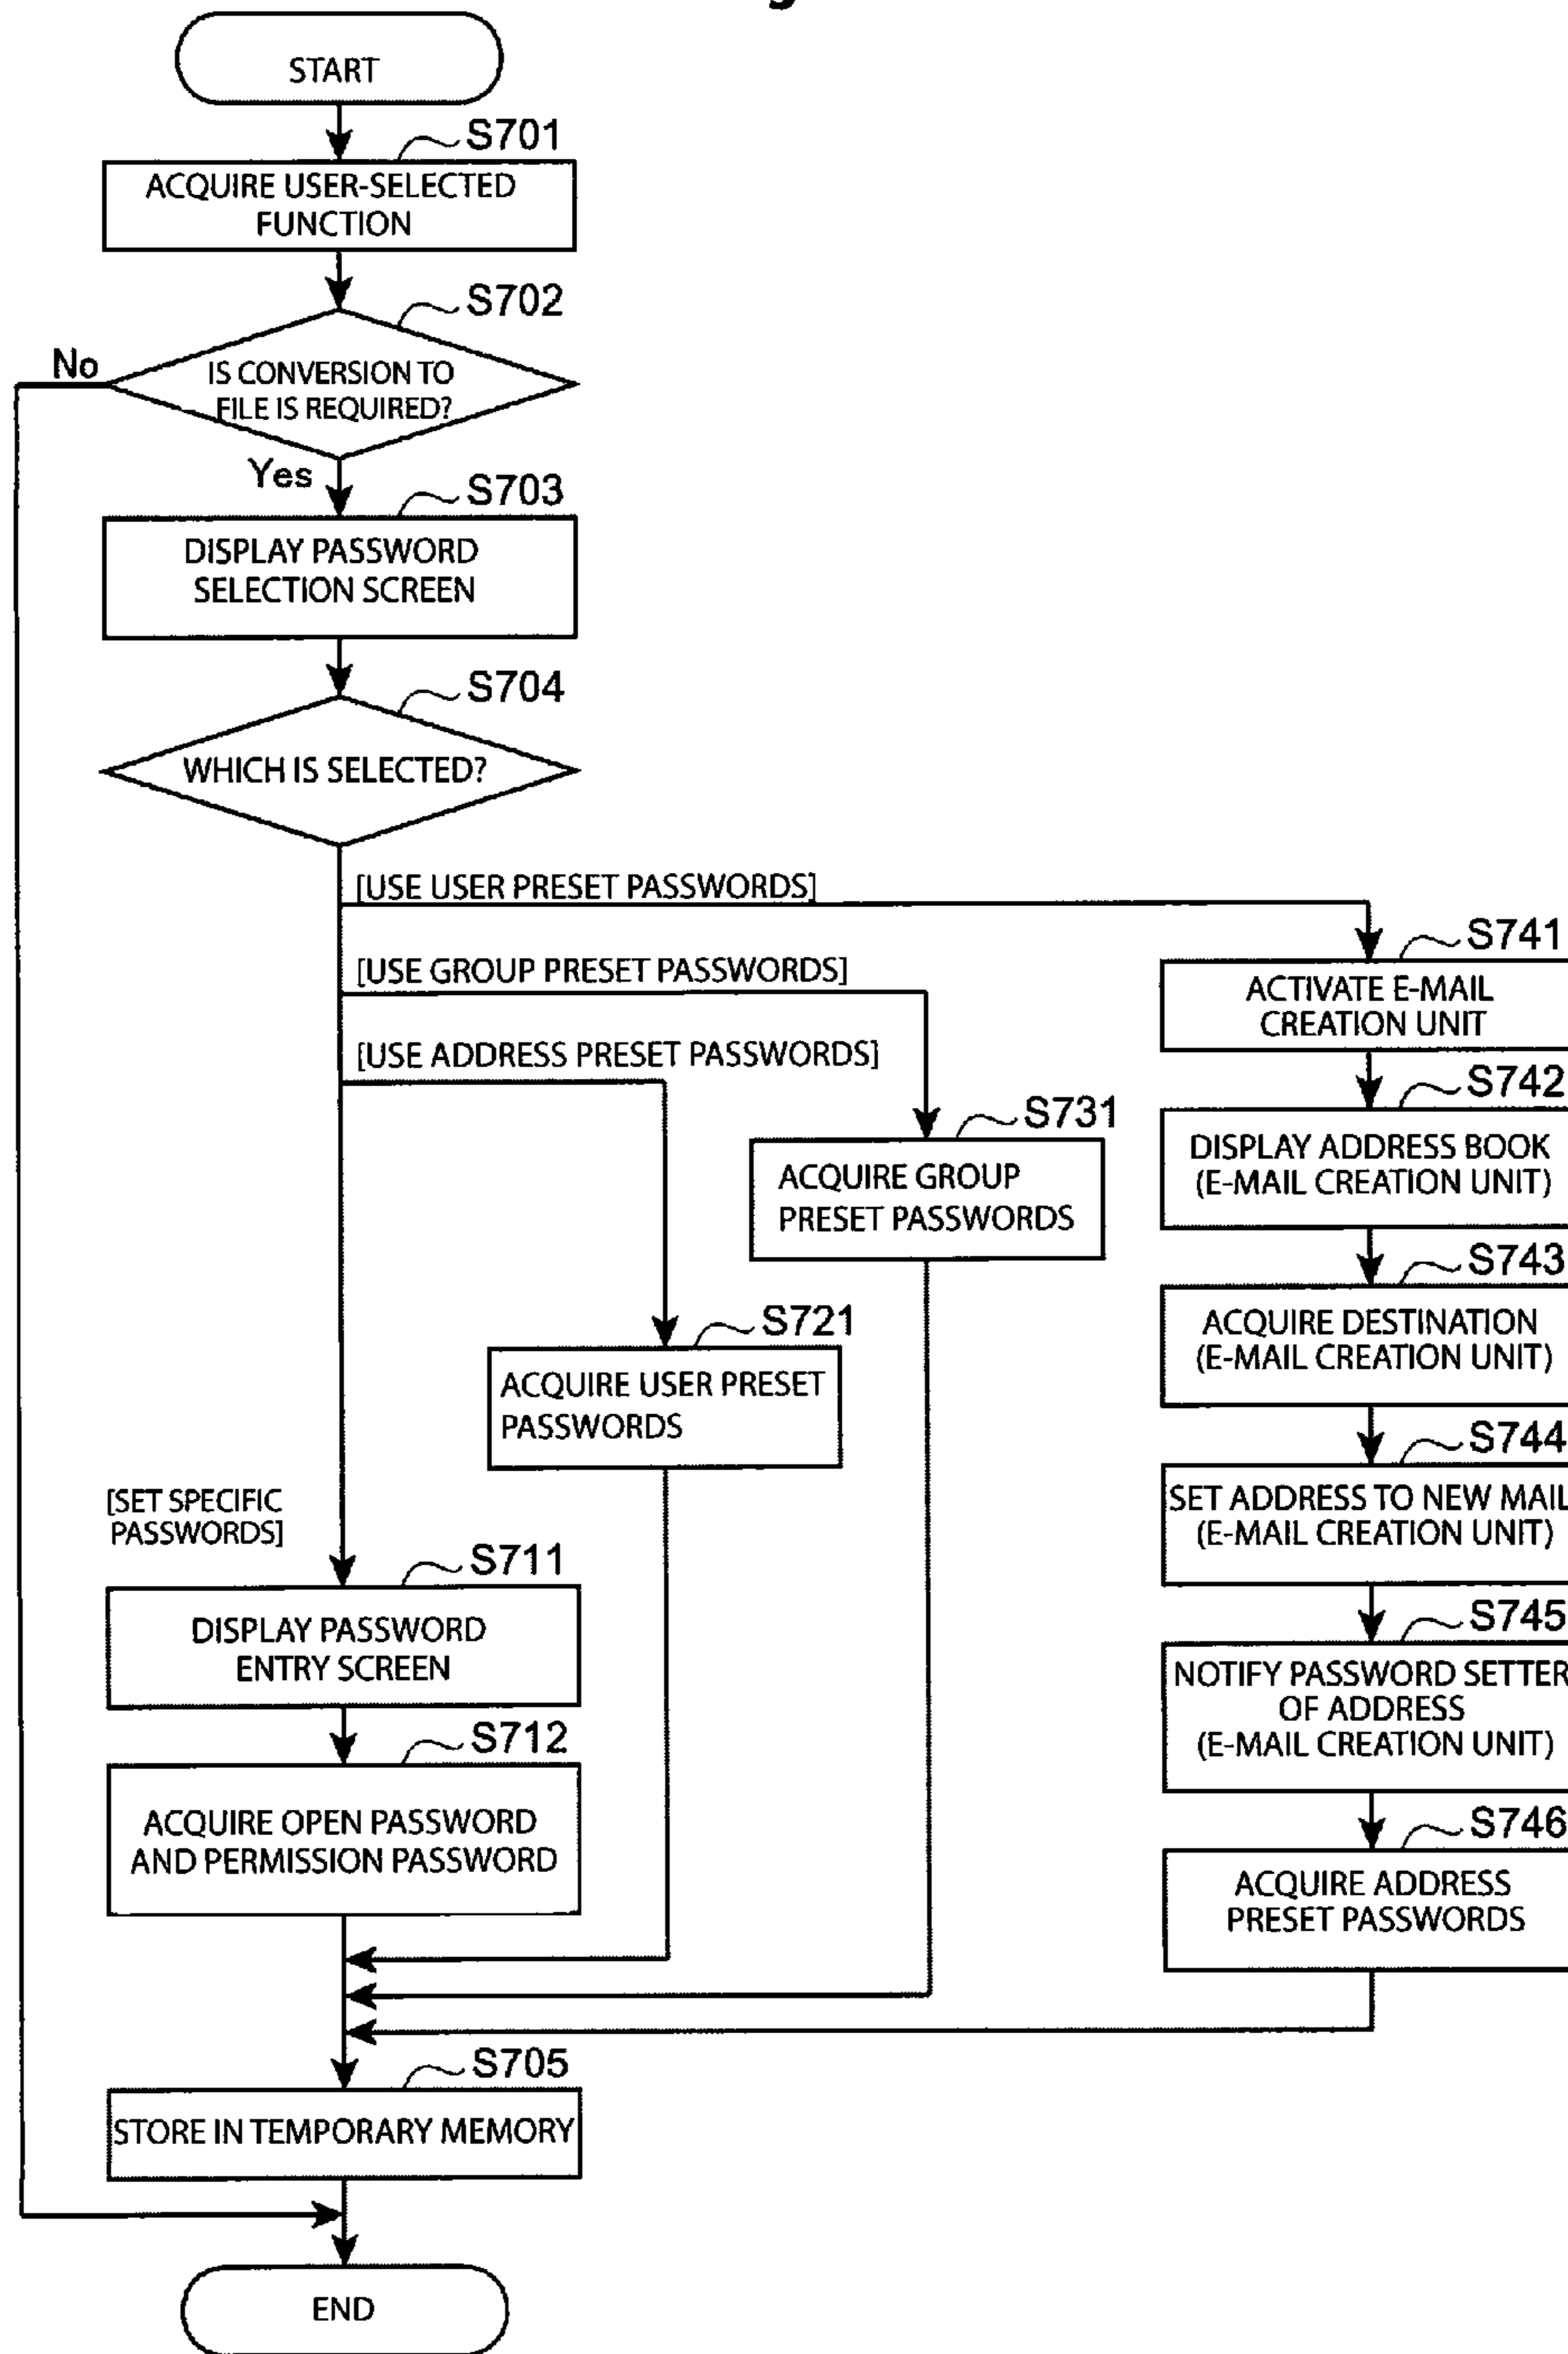 START
S701
ACQUIRE USER-SELECTED
FUNCTION
S702
No
IS CONVERSION TO
FILE IS REQUIRED?
Yes
S703
DISPLAY PASSWORD
SELECTION SCREEN
S704
WHICH IS SELECTED?
[USE USER PRESET PASSWORDS]
S741
ACTIVATE E-MAIL
CREATION UNIT
[USE GROUP PRESET PASSWORDS]
[USE ADDRESS PRESET PASSWORDS]
S742
DISPLAY ADDRESS BOOK
(E-MAIL CREATION UNIT)
S731
ACQUIRE GROUP
PRESET PASSWORDS
S743
ACQUIRE DESTINATION
(E-MAIL CREATION UNIT)
S721
ACQUIRE USER PRESET
PASSWORDS
S744
SET ADDRESS TO NEW MAIL
(E-MAIL CREATION UNIT)
[SET SPECIFIC
PASSWORDS]
S711
DISPLAY PASSWORD
ENTRY SCREEN
S745
NOTIFY PASSWORD SETTER
OF ADDRESS
(E-MAIL CREATION UNIT)
S712
ACQUIRE OPEN PASSWORD
AND PERMISSION PASSWORD
S746
ACQUIRE ADDRESS
PRESET PASSWORDS
S705
STORE IN TEMPORARY MEMORY
END